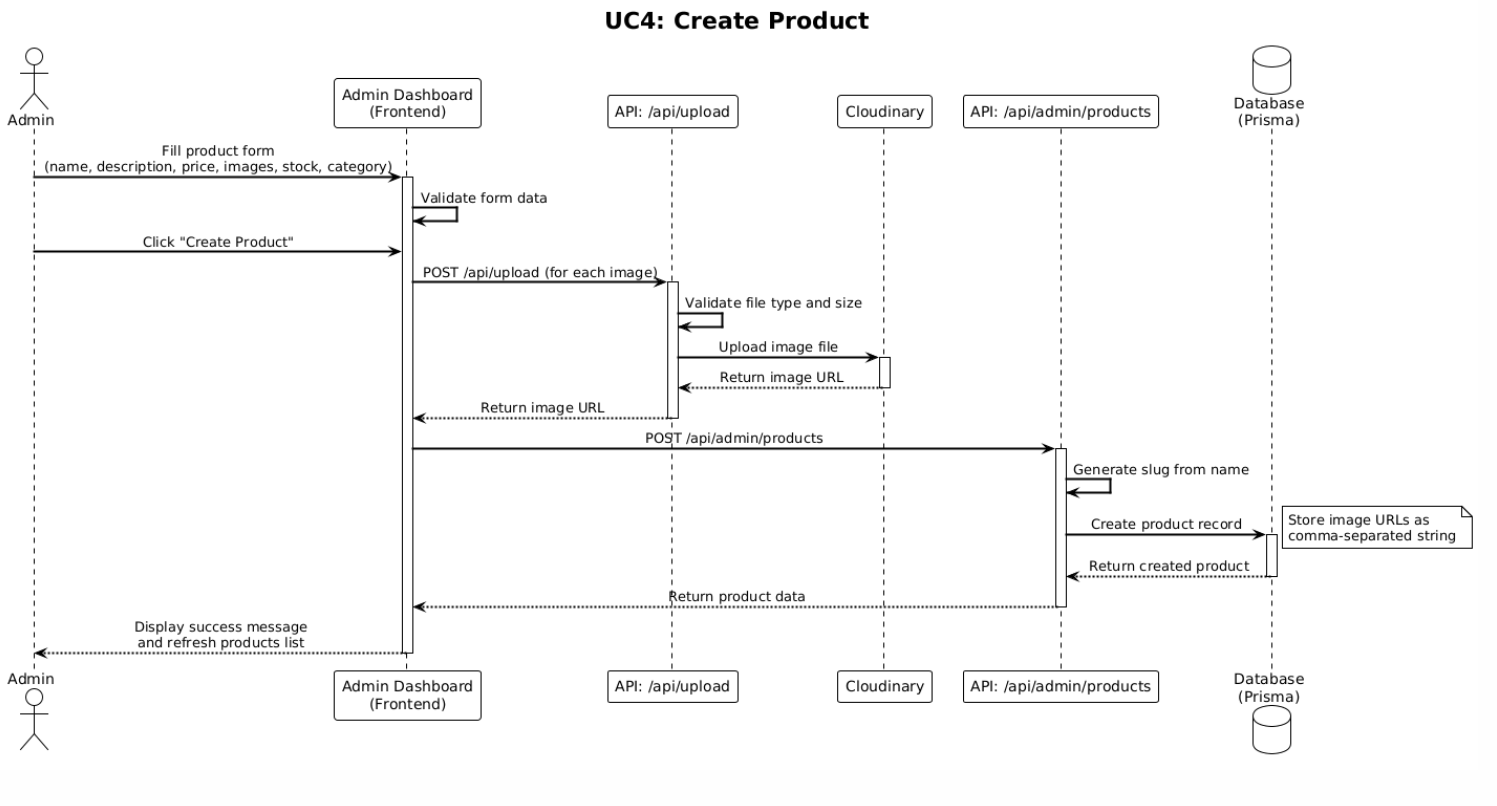 UC4: Create Product
Admin
Admin Dashboard
(Frontend)
API: /api/upload
Cloudinary
API: /api/admin/products
Database
(Prisma)
Fill product form
(name, description, price, images, stock, category)
Validate form data
Click "Create Product"
POST /api/upload (for each image)
Validate file type and size
Upload image file
Return image URL
Return image URL
POST /api/admin/products
Generate slug from name
Create product record
Store image URLs as
comma-separated string
Return created product
Return product data
Display success message
and refresh products list
Admin
Admin Dashboard
(Frontend)
API: /api/upload
Cloudinary
API: /api/admin/products
Database
(Prisma)